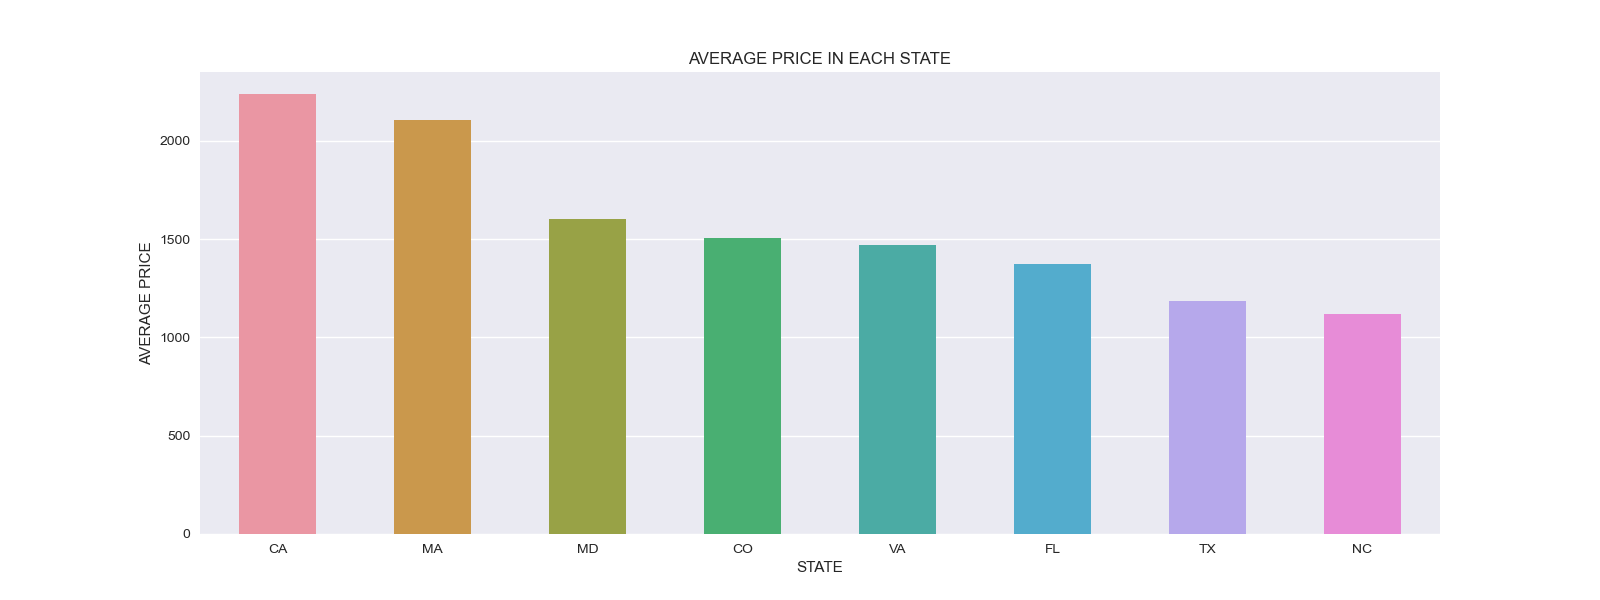 AVERAGE PRICE IN EACH STATE
AVERAGE PRICE
2000
1500
1000
500
0
CA MA MD CO VA FL TX NC
STATE